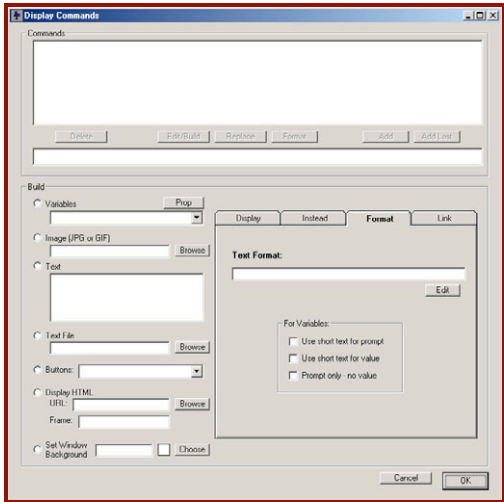 Display Commands
Commands
Delete Edit/Build Replace Format Add Add Last
Build
Variables Prop
Display Instead Format Link
Image (JPG or GIF)
Browse
Text
Text Format:
Edit
For Variables:
Use short text for prompt
Use short text for value
Prompt only - no value
Text File
Browse
Buttons:
Display HTML
URL: Browse
Frame:
Set Window
Background Choose
Cancel OK